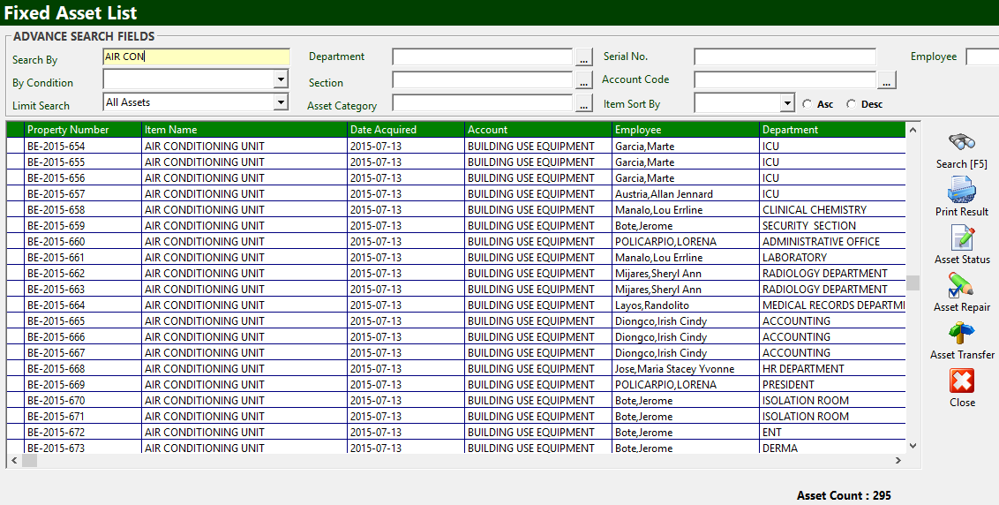 Fixed Asset List
ADVANCE SEARCH FIELDS
Search By AIR CON Department ... Serial No. Employee
By Condition Section ... Account Code ...
Limit Search All Assets Asset Category ... Item Sort By Asc Desc
Property Number Item Name Date Acquired Account Employee Department
BE-2015-654 AIR CONDITIONING UNIT 2015-07-13 BUILDING USE EQUIPMENT Garcia,Marte ICU
BE-2015-655 AIR CONDITIONING UNIT 2015-07-13 BUILDING USE EQUIPMENT Garcia,Marte ICU
BE-2015-656 AIR CONDITIONING UNIT 2015-07-13 BUILDING USE EQUIPMENT Garcia,Marte ICU
BE-2015-657 AIR CONDITIONING UNIT 2015-07-13 BUILDING USE EQUIPMENT Austria,Allan Jennard ICU
BE-2015-658 AIR CONDITIONING UNIT 2015-07-13 BUILDING USE EQUIPMENT Manalo,Lou Errline CLINICAL CHEMISTRY
BE-2015-659 AIR CONDITIONING UNIT 2015-07-13 BUILDING USE EQUIPMENT Bote,Jerome SECURITY SECTION
BE-2015-660 AIR CONDITIONING UNIT 2015-07-13 BUILDING USE EQUIPMENT POLICARPIO,LORENA ADMINISTRATIVE OFFICE
BE-2015-661 AIR CONDITIONING UNIT 2015-07-13 BUILDING USE EQUIPMENT Manalo,Lou Errline LABORATORY
BE-2015-662 AIR CONDITIONING UNIT 2015-07-13 BUILDING USE EQUIPMENT Mijares,Sheryl Ann RADIOLOGY DEPARTMENT
BE-2015-663 AIR CONDITIONING UNIT 2015-07-13 BUILDING USE EQUIPMENT Mijares,Sheryl Ann RADIOLOGY DEPARTMENT
BE-2015-664 AIR CONDITIONING UNIT 2015-07-13 BUILDING USE EQUIPMENT Layos,Randolito MEDICAL RECORDS DEPARTMI
BE-2015-665 AIR CONDITIONING UNIT 2015-07-13 BUILDING USE EQUIPMENT Diongco,Irish Cindy ACCOUNTING
BE-2015-666 AIR CONDITIONING UNIT 2015-07-13 BUILDING USE EQUIPMENT Diongco,Irish Cindy ACCOUNTING
BE-2015-667 AIR CONDITIONING UNIT 2015-07-13 BUILDING USE EQUIPMENT Diongco,Irish Cindy ACCOUNTING
BE-2015-668 AIR CONDITIONING UNIT 2015-07-13 BUILDING USE EQUIPMENT Jose,Maria Stacey Yvonne HR DEPARTMENT
BE-2015-669 AIR CONDITIONING UNIT 2015-07-13 BUILDING USE EQUIPMENT POLICARPIO,LORENA PRESIDENT
BE-2015-670 AIR CONDITIONING UNIT 2015-07-13 BUILDING USE EQUIPMENT Bote,Jerome ISOLATION ROOM
BE-2015-671 AIR CONDITIONING UNIT 2015-07-13 BUILDING USE EQUIPMENT Bote,Jerome ISOLATION ROOM
BE-2015-672 AIR CONDITIONING UNIT 2015-07-13 BUILDING USE EQUIPMENT Bote,Jerome ENT
BE-2015-673 AIR CONDITIONING UNIT 2015-07-13 BUILDING USE EQUIPMENT Bote,Jerome DERMA
Search [F5]
Print Result
Asset Status
Asset Repair
Asset Transfer
Close
Asset Count : 295